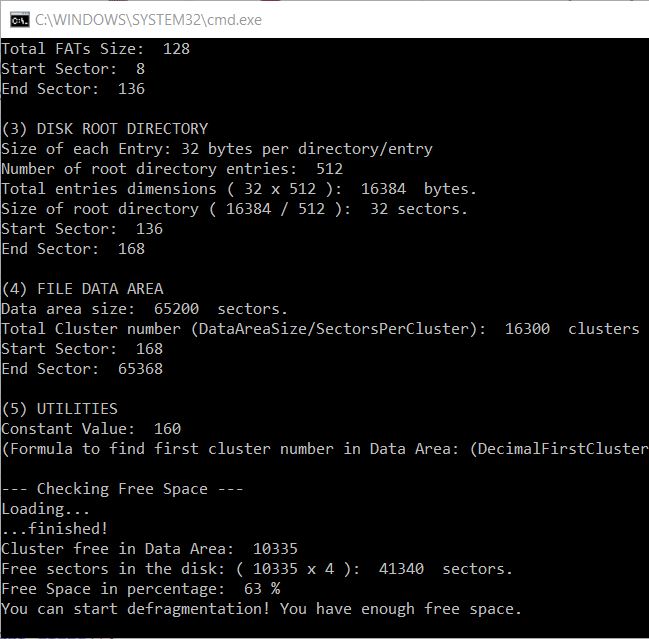 C:\WINDOWS\SYSTEM32\cmd.exe
Total FATs Size:  128
Start Sector:  8
End Sector:  136
(3) DISK ROOT DIRECTORY
Size of each Entry: 32 bytes per directory/entry
Number of root directory entries:  512
Total entries dimensions ( 32 x 512 ):  16384  bytes.
Size of root directory ( 16384 / 512 ):  32 sectors.
Start Sector:  136
End Sector:  168
(4) FILE DATA AREA
Data area size:  65200  sectors.
Total Cluster number (DataAreaSize/SectorsPerCluster):  16300  clusters
Start Sector:  168
End Sector:  65368
(5) UTILITIES
Constant Value:  160
(Formula to find first cluster number in Data Area: (DecimalFirstCluster
--- Checking Free Space ---
Loading...
...finished!
Cluster free in Data Area:  10335
Free sectors in the disk: ( 10335 x 4 ):  41340  sectors.
Free Space in percentage:  63 %
You can start defragmentation! You have enough free space.